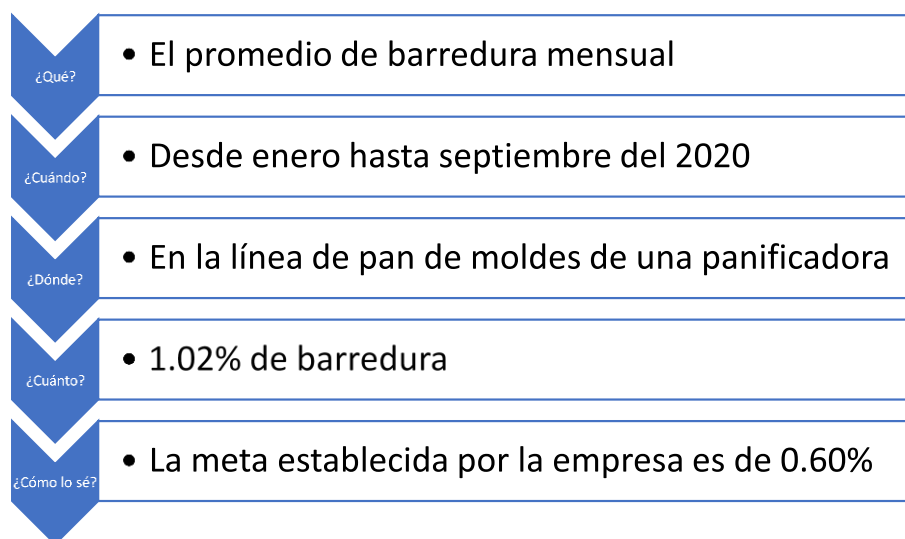 ¿Qué?
• El promedio de barredura mensual
¿Cuándo?
• Desde enero hasta septiembre del 2020
¿Dónde?
• En la línea de pan de moldes de una panificadora
¿Cuánto?
• 1.02% de barredura
¿Cómo lo sé?
• La meta establecida por la empresa es de 0.60%